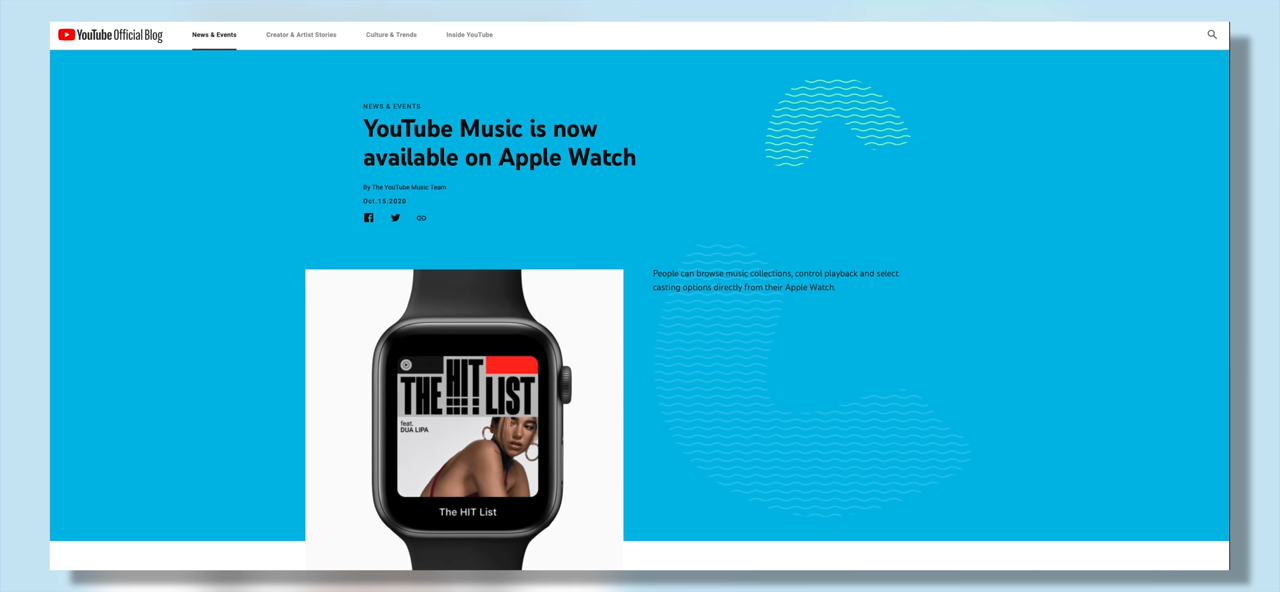 YouTube Official Blog
News & Events
Creator & Artist Stories
Culture & Trends
Inside YouTube
NEWS & EVENTS
YouTube Music is now
available on Apple Watch
By The YouTube Music Team
Oct.15.2020
People can browse music collections, control playback and select
casting options directly from their Apple Watch.
THE HIT LIST
feat.
DUA LIPA
The HIT List